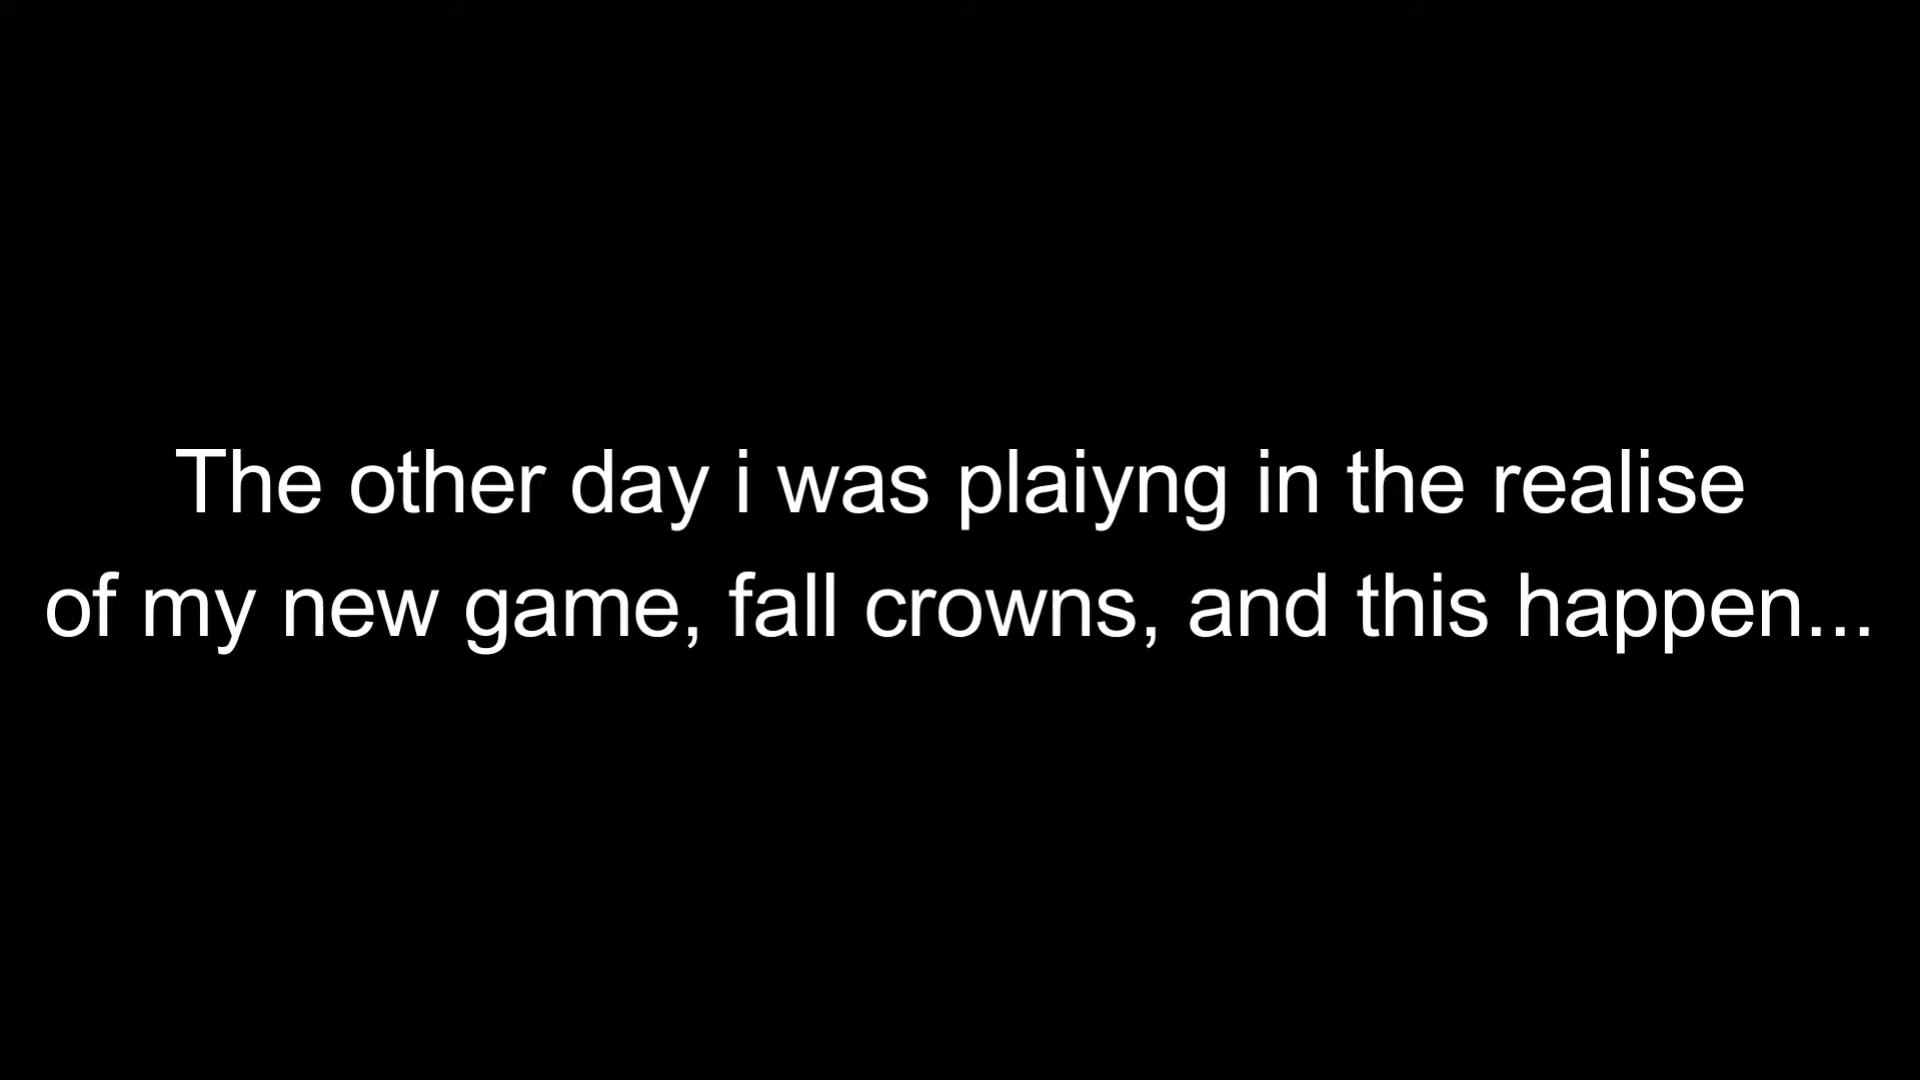 The other day i was plaiyng in the realise
of my new game, fall crowns, and this happen...